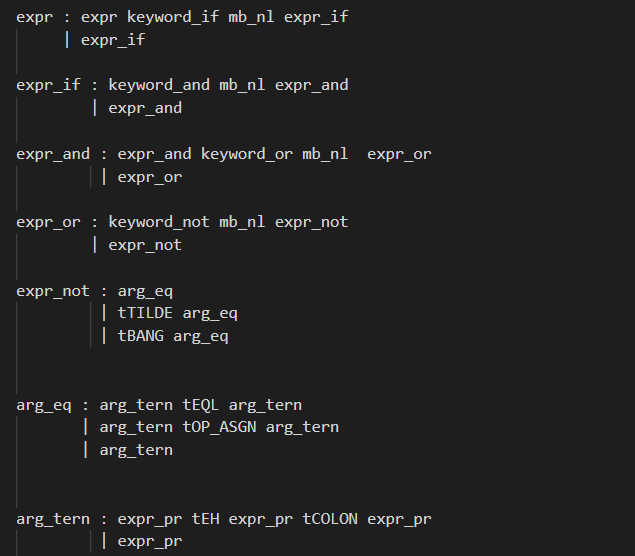 expr : expr keyword_if mb_nl expr_if
| expr_if
expr_if : keyword_and mb_nl expr_and
| expr_and
expr_and : expr_and keyword_or mb_nl  expr_or
| expr_or
expr_or : keyword_not mb_nl expr_not
| expr_not
expr_not : arg_eq
| tTILDE arg_eq
| tBANG arg_eq
arg_eq : arg_tern tEQL arg_tern
| arg_tern tOP_ASGN arg_tern
| arg_tern
arg_tern : expr_pr tEH expr_pr tCOLON expr_pr
| expr_pr